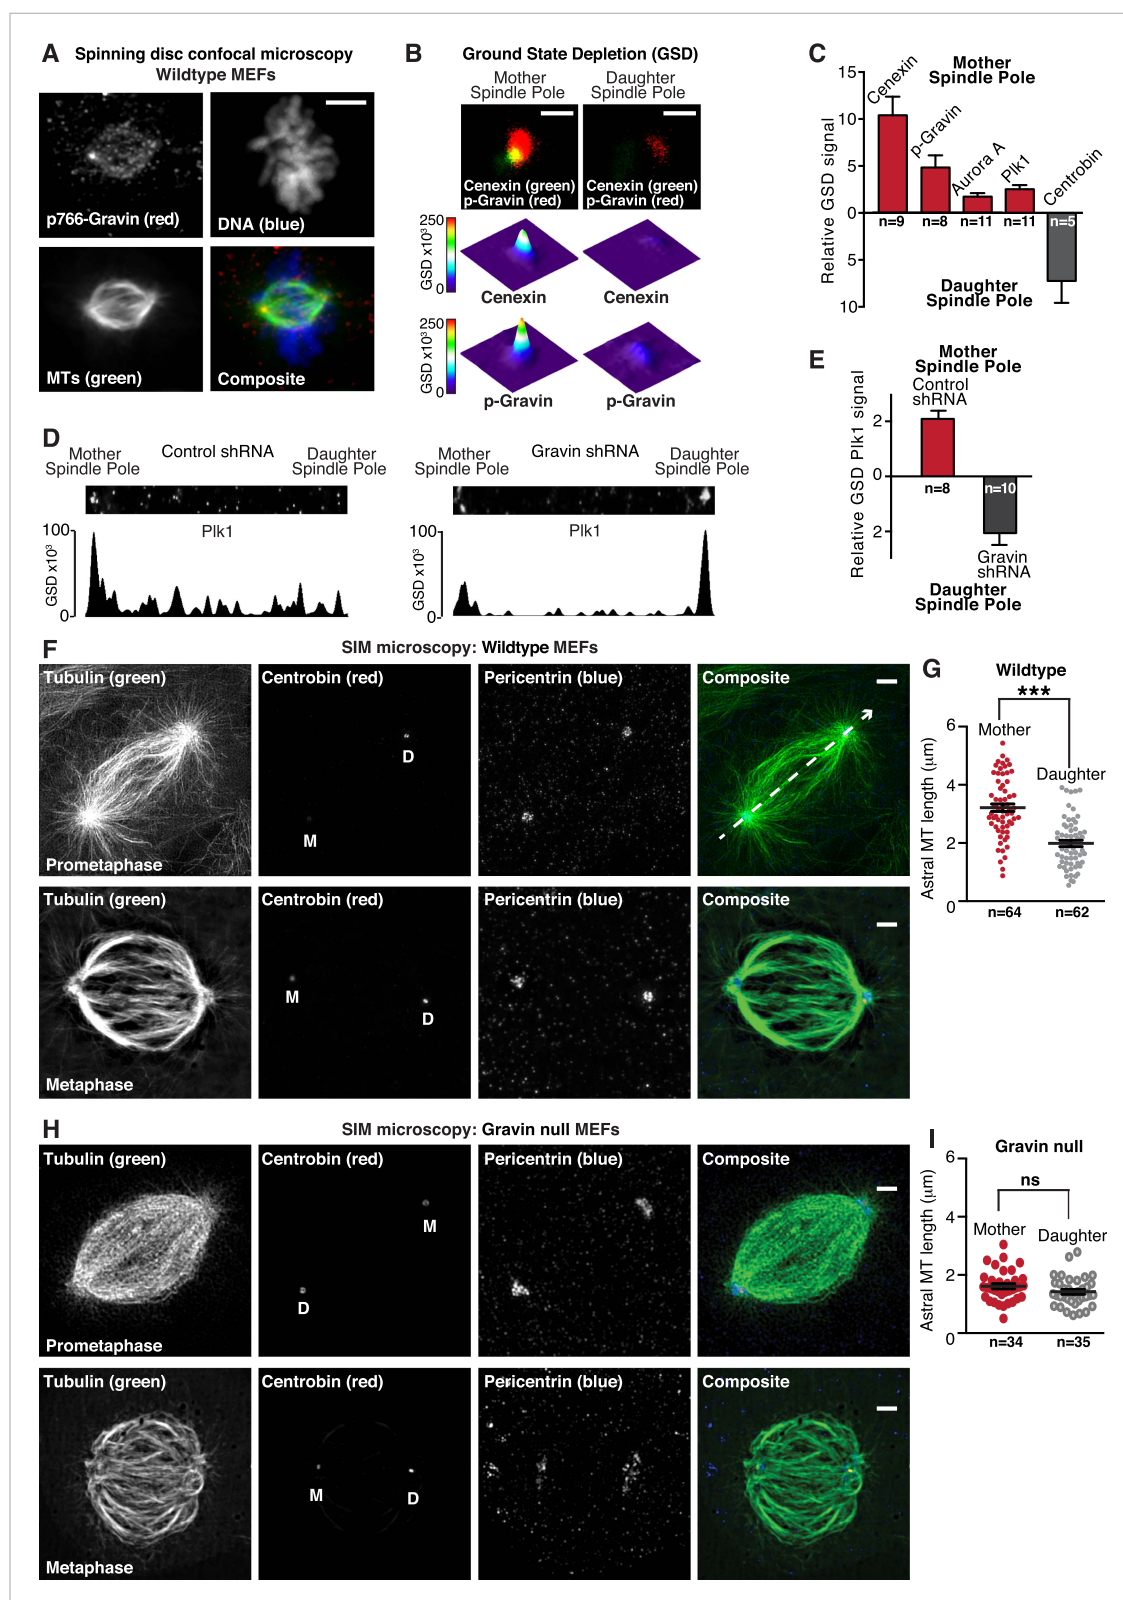 A
Spinning disc confocal microscopy
Wildtype MEFs
p766-Gravin (red)
DNA (blue)
MTs (green)
Composite
B
Ground State Depletion (GSD)
Mother
Spindle Pole
Daughter
Spindle Pole
Cenexin (green)
p-Gravin (red)
Cenexin (green)
p-Gravin (red)
250
GSD x10³
0
Cenexin
Cenexin
250
GSD x10³
0
p-Gravin
p-Gravin
C
Mother
Spindle Pole
Relative GSD signal
15
10
5
0
5
10
Cenexin
p-Gravin
Aurora A
Plk1
Centrobin
n=9
n=8
n=11
n=11
n=5
Daughter
Spindle Pole
D
Mother
Spindle Pole
Control shRNA
Daughter
Spindle Pole
Plk1
100
GSD x10³
0
Mother
Spindle Pole
Gravin shRNA
Daughter
Spindle Pole
Plk1
100
GSD x10³
0
E
Mother
Spindle Pole
Control
shRNA
Relative GSD Plk1 signal
2
0
2
n=8
n=10
Gravin
shRNA
Daughter
Spindle Pole
F
SIM microscopy: Wildtype MEFs
Tubulin (green)
Centrobin (red)
Pericentrin (blue)
Composite
D
M
Prometaphase
Tubulin (green)
Centrobin (red)
Pericentrin (blue)
Composite
M
D
Metaphase
G
Wildtype
***
Mother
Daughter
Astral MT length (μm)
6
4
2
0
n=64
n=62
H
SIM microscopy: Gravin null MEFs
Tubulin (green)
Centrobin (red)
Pericentrin (blue)
Composite
M
D
Prometaphase
Tubulin (green)
Centrobin (red)
Pericentrin (blue)
Composite
M
D
Metaphase
I
Gravin null
ns
Mother
Daughter
Astral MT length (μm)
6
4
2
0
n=34
n=35